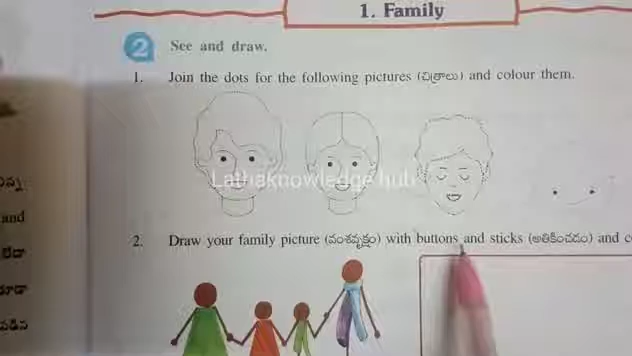 1. Family
2 See and draw.
1. Join the dots for the following pictures (చిత్రాలు) and colour them.
Lathaknowledge hub
2. Draw your family picture (వంశవృక్షం) with buttons and sticks (అతికించడం) and
and
లేదా